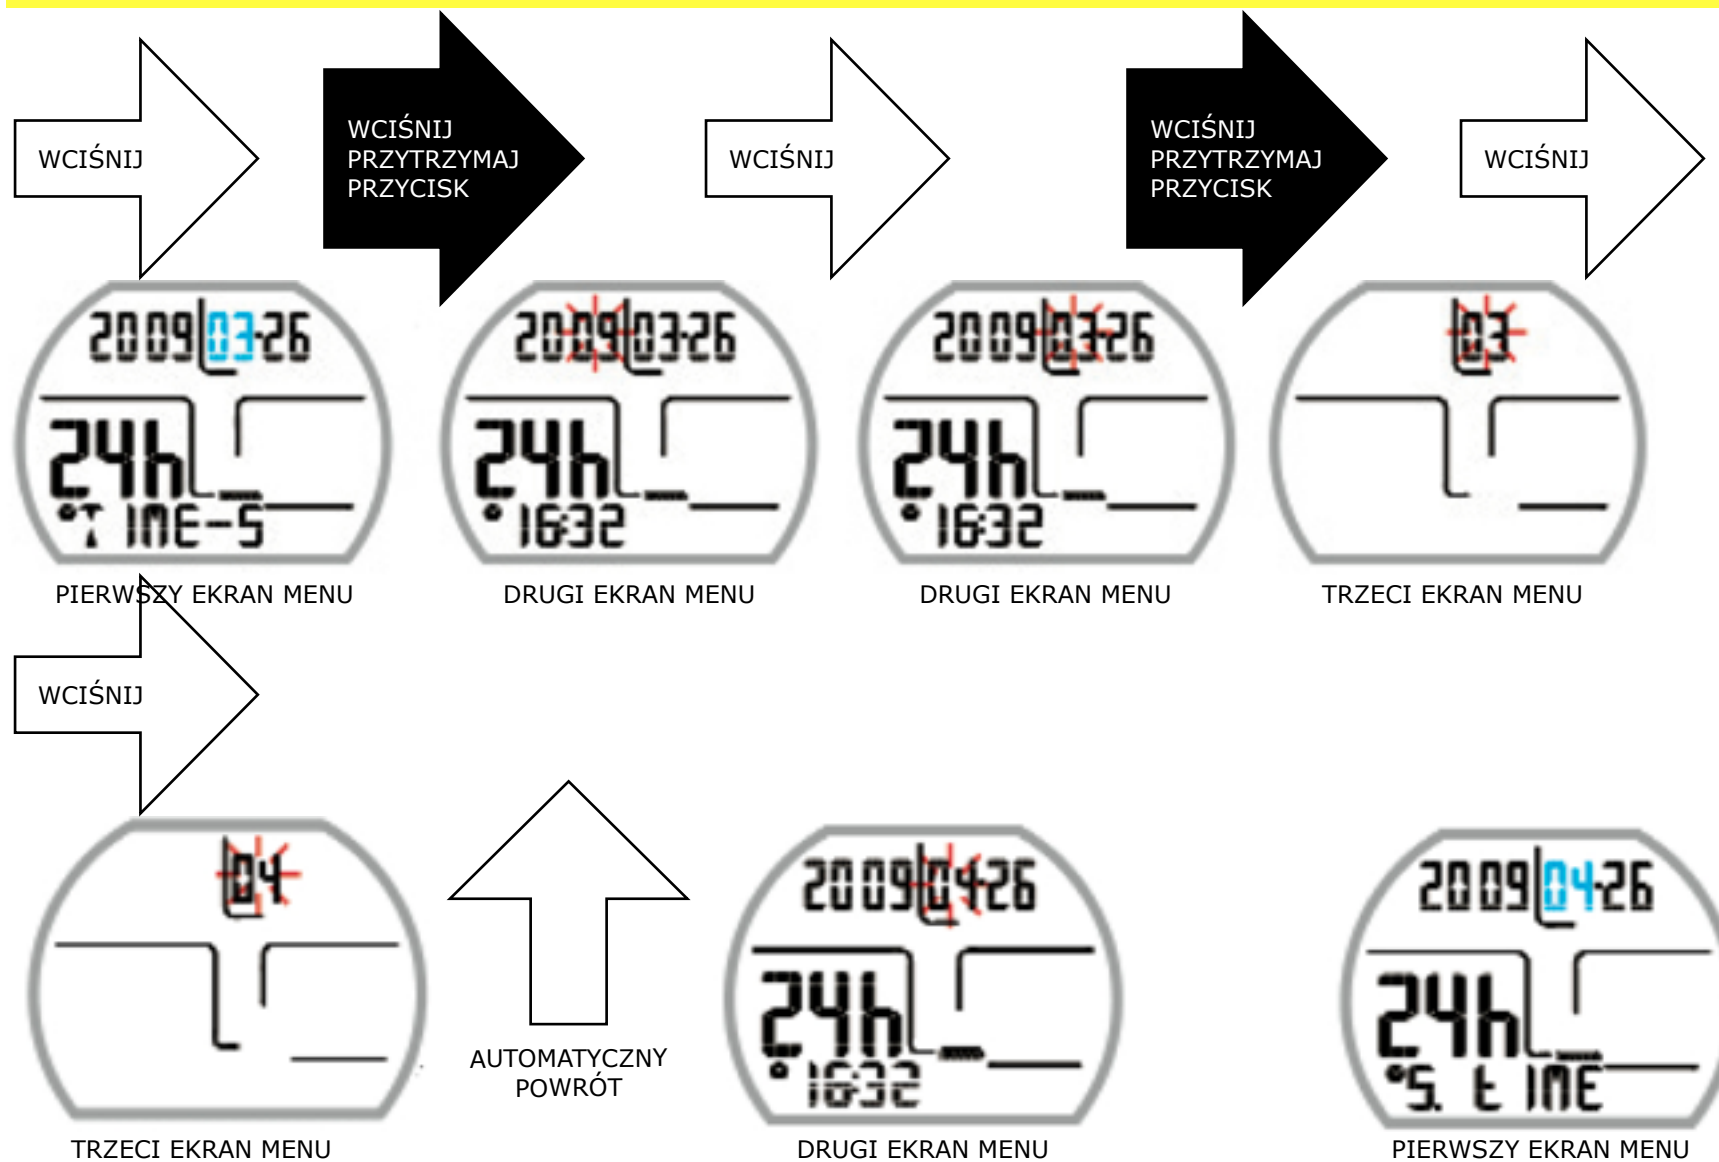 WCIŚNIJ
WCIŚNIJ
PRZYTRZYMAJ
PRZYCISK
WCIŚNIJ
WCIŚNIJ
PRZYTRZYMAJ
PRZYCISK
WCIŚNIJ
2009 03-26
24h
TIME-S
PIERWSZY EKRAN MENU
2009 03-26
24h
16:32
DRUGI EKRAN MENU
2009 03-26
24h
16:32
DRUGI EKRAN MENU
03
TRZECI EKRAN MENU
WCIŚNIJ
04
TRZECI EKRAN MENU
AUTOMATYCZNY
POWRÓT
2009 04-26
24h
16:32
DRUGI EKRAN MENU
2009 04-26
24h
S. tIME
PIERWSZY EKRAN MENU